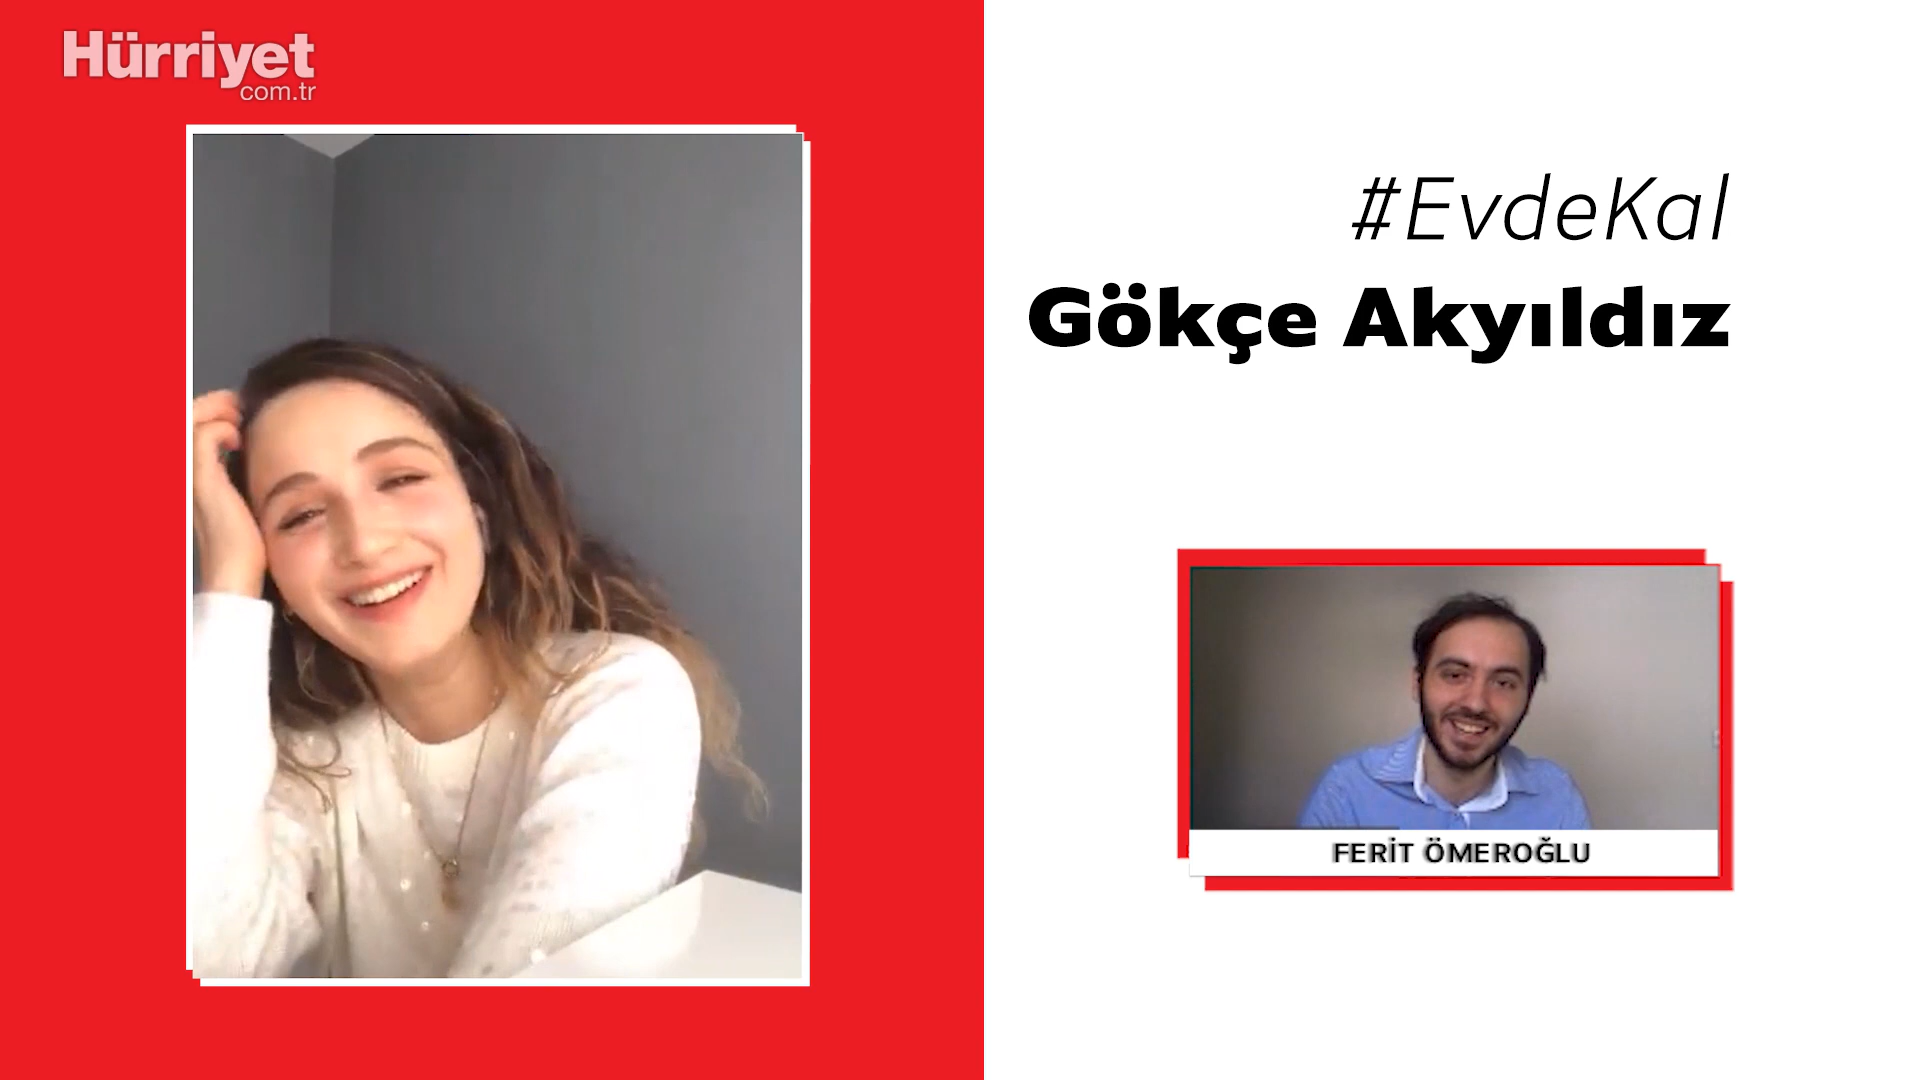 Hürriyet
com.tr
#EvdeKal
Gökçe Akyıldız
FERİT ÖMEROĞLU